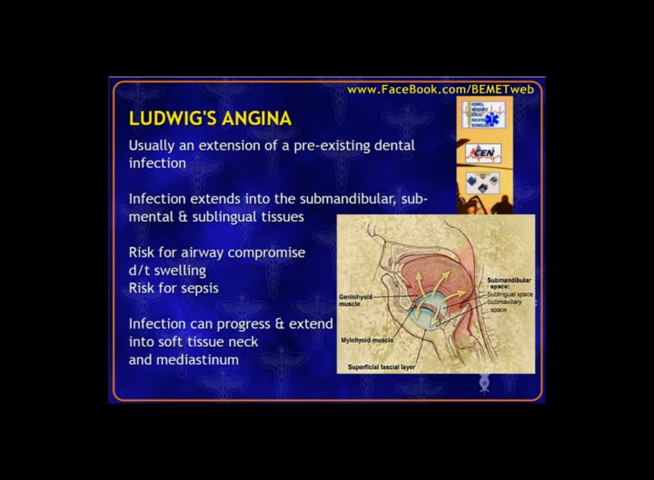 www.FaceBook.com/BEMETweb
LUDWIG'S ANGINA
Usually an extension of a pre-existing dental
infection
Infection extends into the submandibular, sub-
mental & sublingual tissues
Risk for airway compromise
d/t swelling
Risk for sepsis
Infection can progress & extend
into soft tissue neck
and mediastinum
Submandibular
space:
Sublingual space
Submaxillary
space
Geniohyoid
muscle
Mylohyoid muscle
Superficial fascial layer
CEN